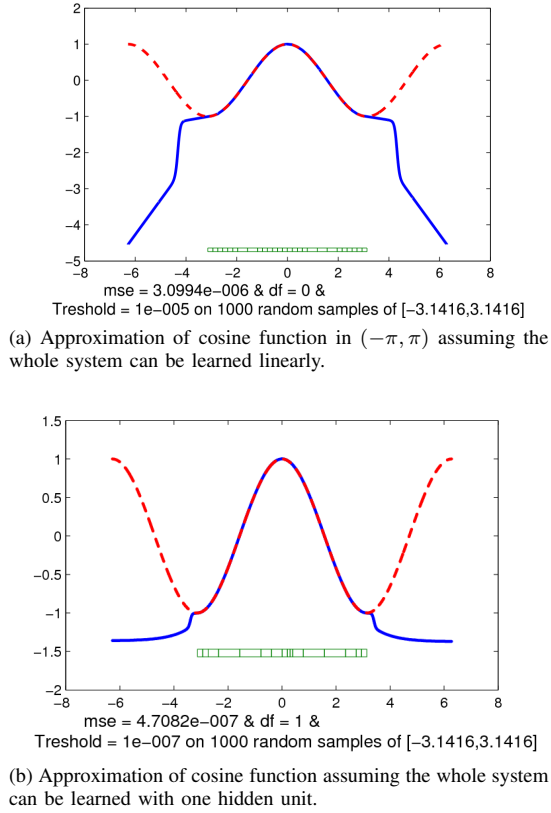 2
1
0
−1
−2
−3
−4
−5
−8 −6 −4 −2 0 2 4 6 8
mse = 3.0994e−006 & df = 0 &
Treshold = 1e−005 on 1000 random samples of [−3.1416,3.1416]
(a) Approximation of cosine function in (−π, π) assuming the
whole system can be learned linearly.
1.5
1
0.5
0
−0.5
−1
−1.5
−2
−8 −6 −4 −2 0 2 4 6 8
mse = 4.7082e−007 & df = 1 &
Treshold = 1e−007 on 1000 random samples of [−3.1416,3.1416]
(b) Approximation of cosine function assuming the whole system
can be learned with one hidden unit.